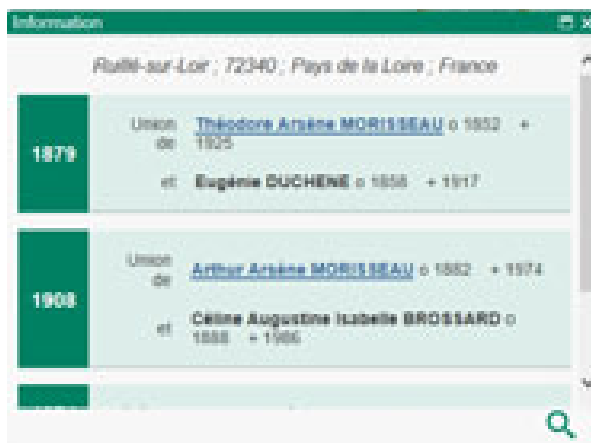 Information
Ruillé-sur-Loir ; 72340 ; Pays de la Loire ; France
1879
Union de
Théodore Arsène MORISSEAU o 1852 +
1925
et Eugénie DUCHENE o 1858 + 1917
1908
Union de
Arthur Arsène MORISSEAU o 1882 + 1974
et
Céline Augustine Isabelle BROSSARD o
1888 + 1986